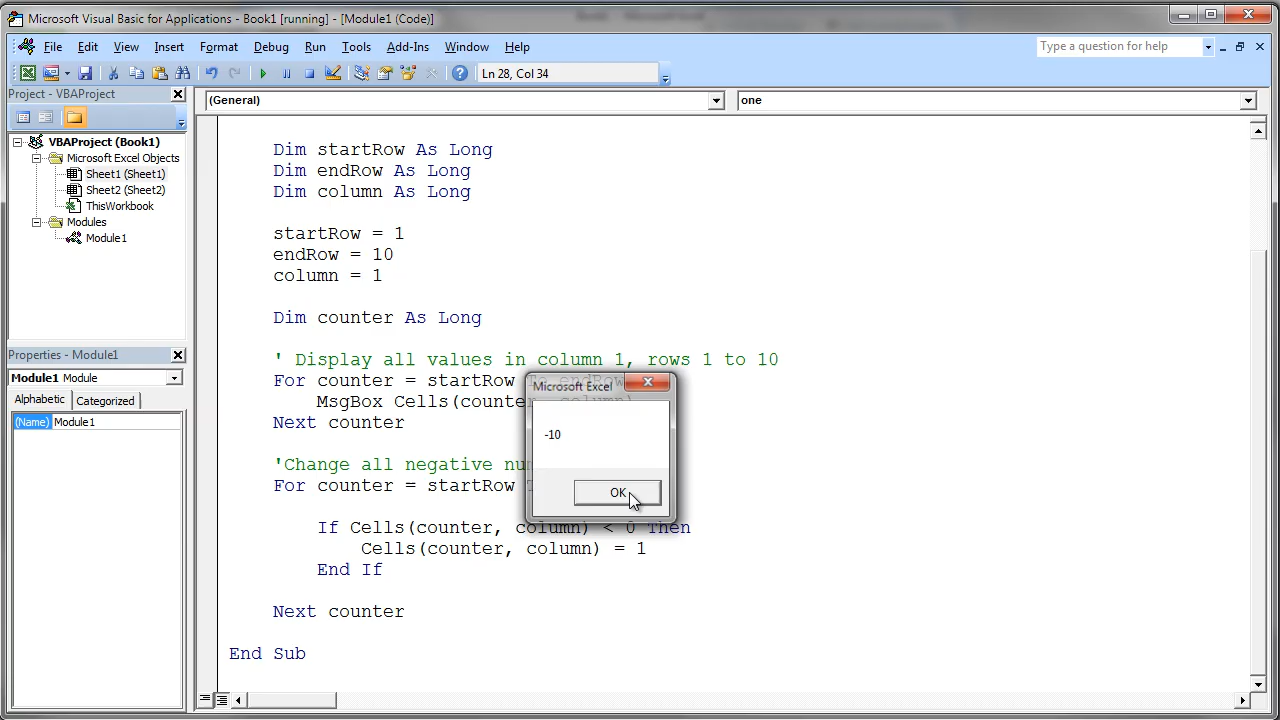 Microsoft Visual Basic for Applications - Book1 [running] - [Module1 (Code)]
File Edit View Insert Format Debug Run Tools Add-Ins Window Help
Type a question for help
Ln 28, Col 34
Project - VBAProject
(General)
one
VBAProject (Book1)
Microsoft Excel Objects
Sheet1 (Sheet1)
Sheet2 (Sheet2)
ThisWorkbook
Modules
Module1
Properties - Module1
Module1 Module
Alphabetic Categorized
(Name) Module1
Dim startRow As Long
Dim endRow As Long
Dim column As Long
startRow = 1
endRow = 10
column = 1
Dim counter As Long
' Display all values in column 1, rows 1 to 10
For counter = startRow To endRow
MsgBox Cells(counter, column)
Next counter
'Change all negative nu
For counter = startRow
If Cells(counter, column) < 0 Then
Cells(counter, column) = 1
End If
Next counter
End Sub
Microsoft Excel
-10
OK